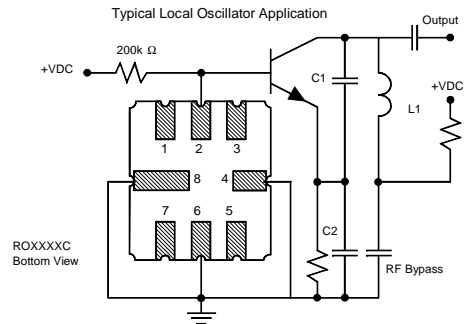 Typical Local Oscillator Application
Output
200k Ω
+VDC
C1
+VDC
L1
1 2 3
8 4
7 6 5
C2
ROXXXXC
Bottom View
RF Bypass